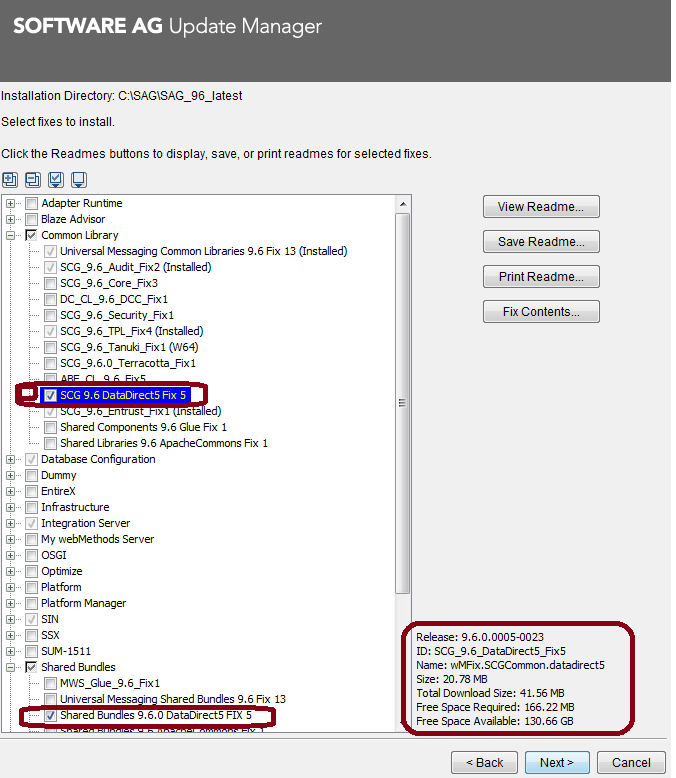 SOFTWARE AG Update Manager
Installation Directory: C:\SAG\SAG_96_latest
Select fixes to install.
Click the Readmes buttons to display, save, or print readmes for selected fixes.
Adapter Runtime
Blaze Advisor
Common Library
Universal Messaging Common Libraries 9.6 Fix 13 (Installed)
SCG_9.6_Audit_Fix2 (Installed)
SCG_9.6_Core_Fix3
DC_CL_9.6_DCC_Fix1
SCG_9.6_Security_Fix1
SCG_9.6_TPL_Fix4 (Installed)
SCG_9.6_Tanuki_Fix1 (W64)
SCG_9.6.0_Terracotta_Fix1
ABE_CL_9.6_Fix5
SCG 9.6 DataDirect5 Fix 5
SCG_9.6_Entrust_Fix1 (Installed)
Shared Components 9.6 Glue Fix 1
Shared Libraries 9.6 ApacheCommons Fix 1
Database Configuration
Dummy
EntireX
Infrastructure
Integration Server
My webMethods Server
OSGI
Optimize
Platform
Platform Manager
SIN
SSX
SUM-1511
Shared Bundles
MWS_Glue_9.6_Fix1
Universal Messaging Shared Bundles 9.6 Fix 13
Shared Bundles 9.6.0 DataDirect5 FIX 5
Shared Bundles 9.6 ApacheCommons Fix 1
View Readme...
Save Readme...
Print Readme...
Fix Contents...
Release: 9.6.0.0005-0023
ID: SCG_9.6_DataDirect5_Fix5
Name: wMFix.SCGCommon.datadirect5
Size: 20.78 MB
Total Download Size: 41.56 MB
Free Space Required: 166.22 MB
Free Space Available: 130.66 GB
< Back
Next >
Cancel